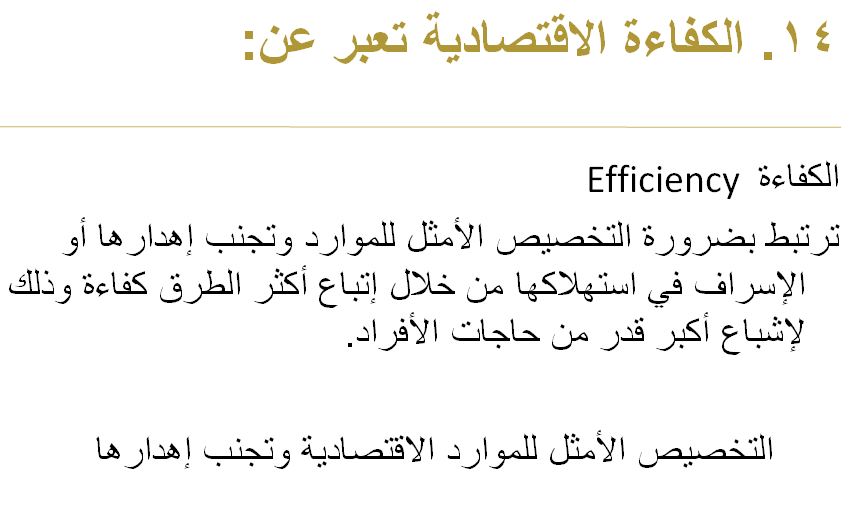 ١٤. الكفاءة الاقتصادية تعبر عن:
الكفاءة Efficiency
ترتبط بضرورة التخصيص الأمثل للموارد وتجنب إهدارها أو
الإسراف في استهلاكها من خلال إتباع أكثر الطرق كفاءة وذلك
لإشباع أكبر قدر من حاجات الأفراد.
التخصيص الأمثل للموارد الاقتصادية وتجنب إهدارها